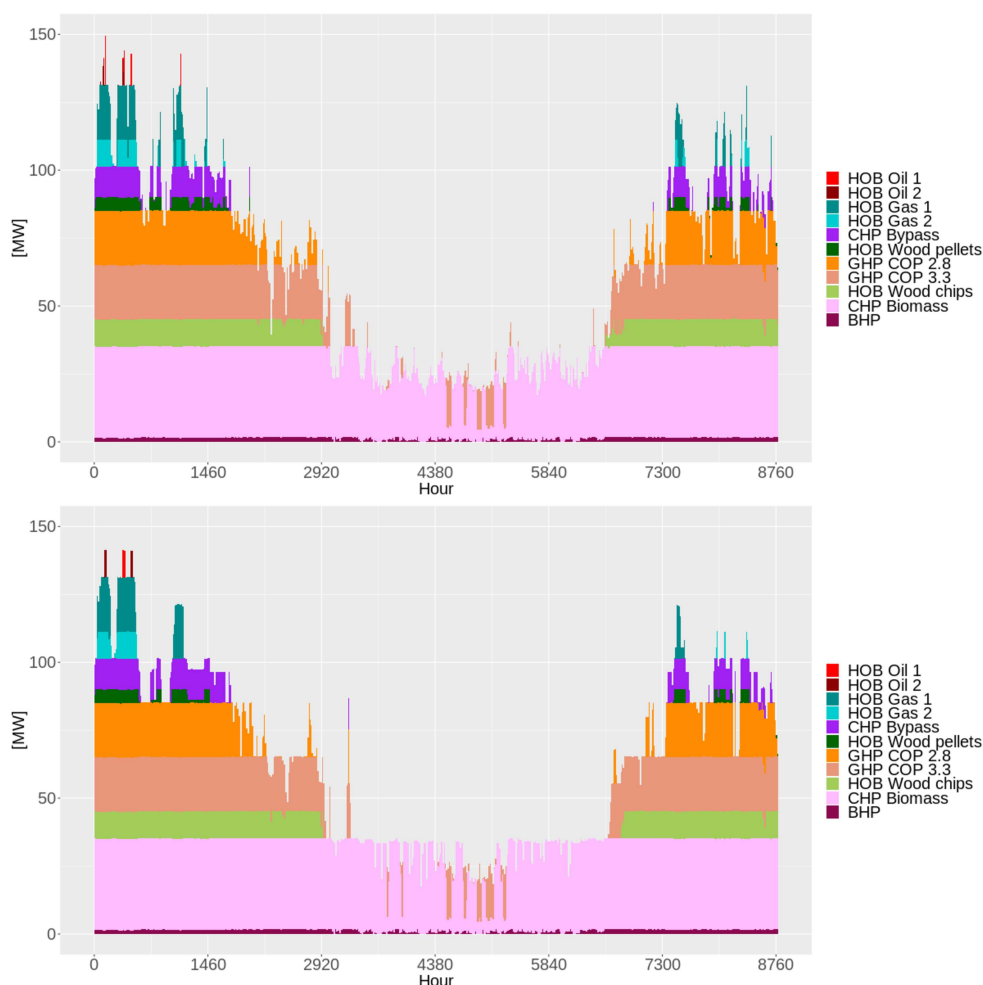 150
100
50
0
[MW]
0 1460 2920 4380 5840 7300 8760
Hour
HOB Oil 1
HOB Oil 2
HOB Gas 1
HOB Gas 2
CHP Bypass
HOB Wood pellets
GHP COP 2.8
GHP COP 3.3
HOB Wood chips
CHP Biomass
BHP
150
100
50
0
[MW]
0 1460 2920 4380 5840 7300 8760
Hour
HOB Oil 1
HOB Oil 2
HOB Gas 1
HOB Gas 2
CHP Bypass
HOB Wood pellets
GHP COP 2.8
GHP COP 3.3
HOB Wood chips
CHP Biomass
BHP